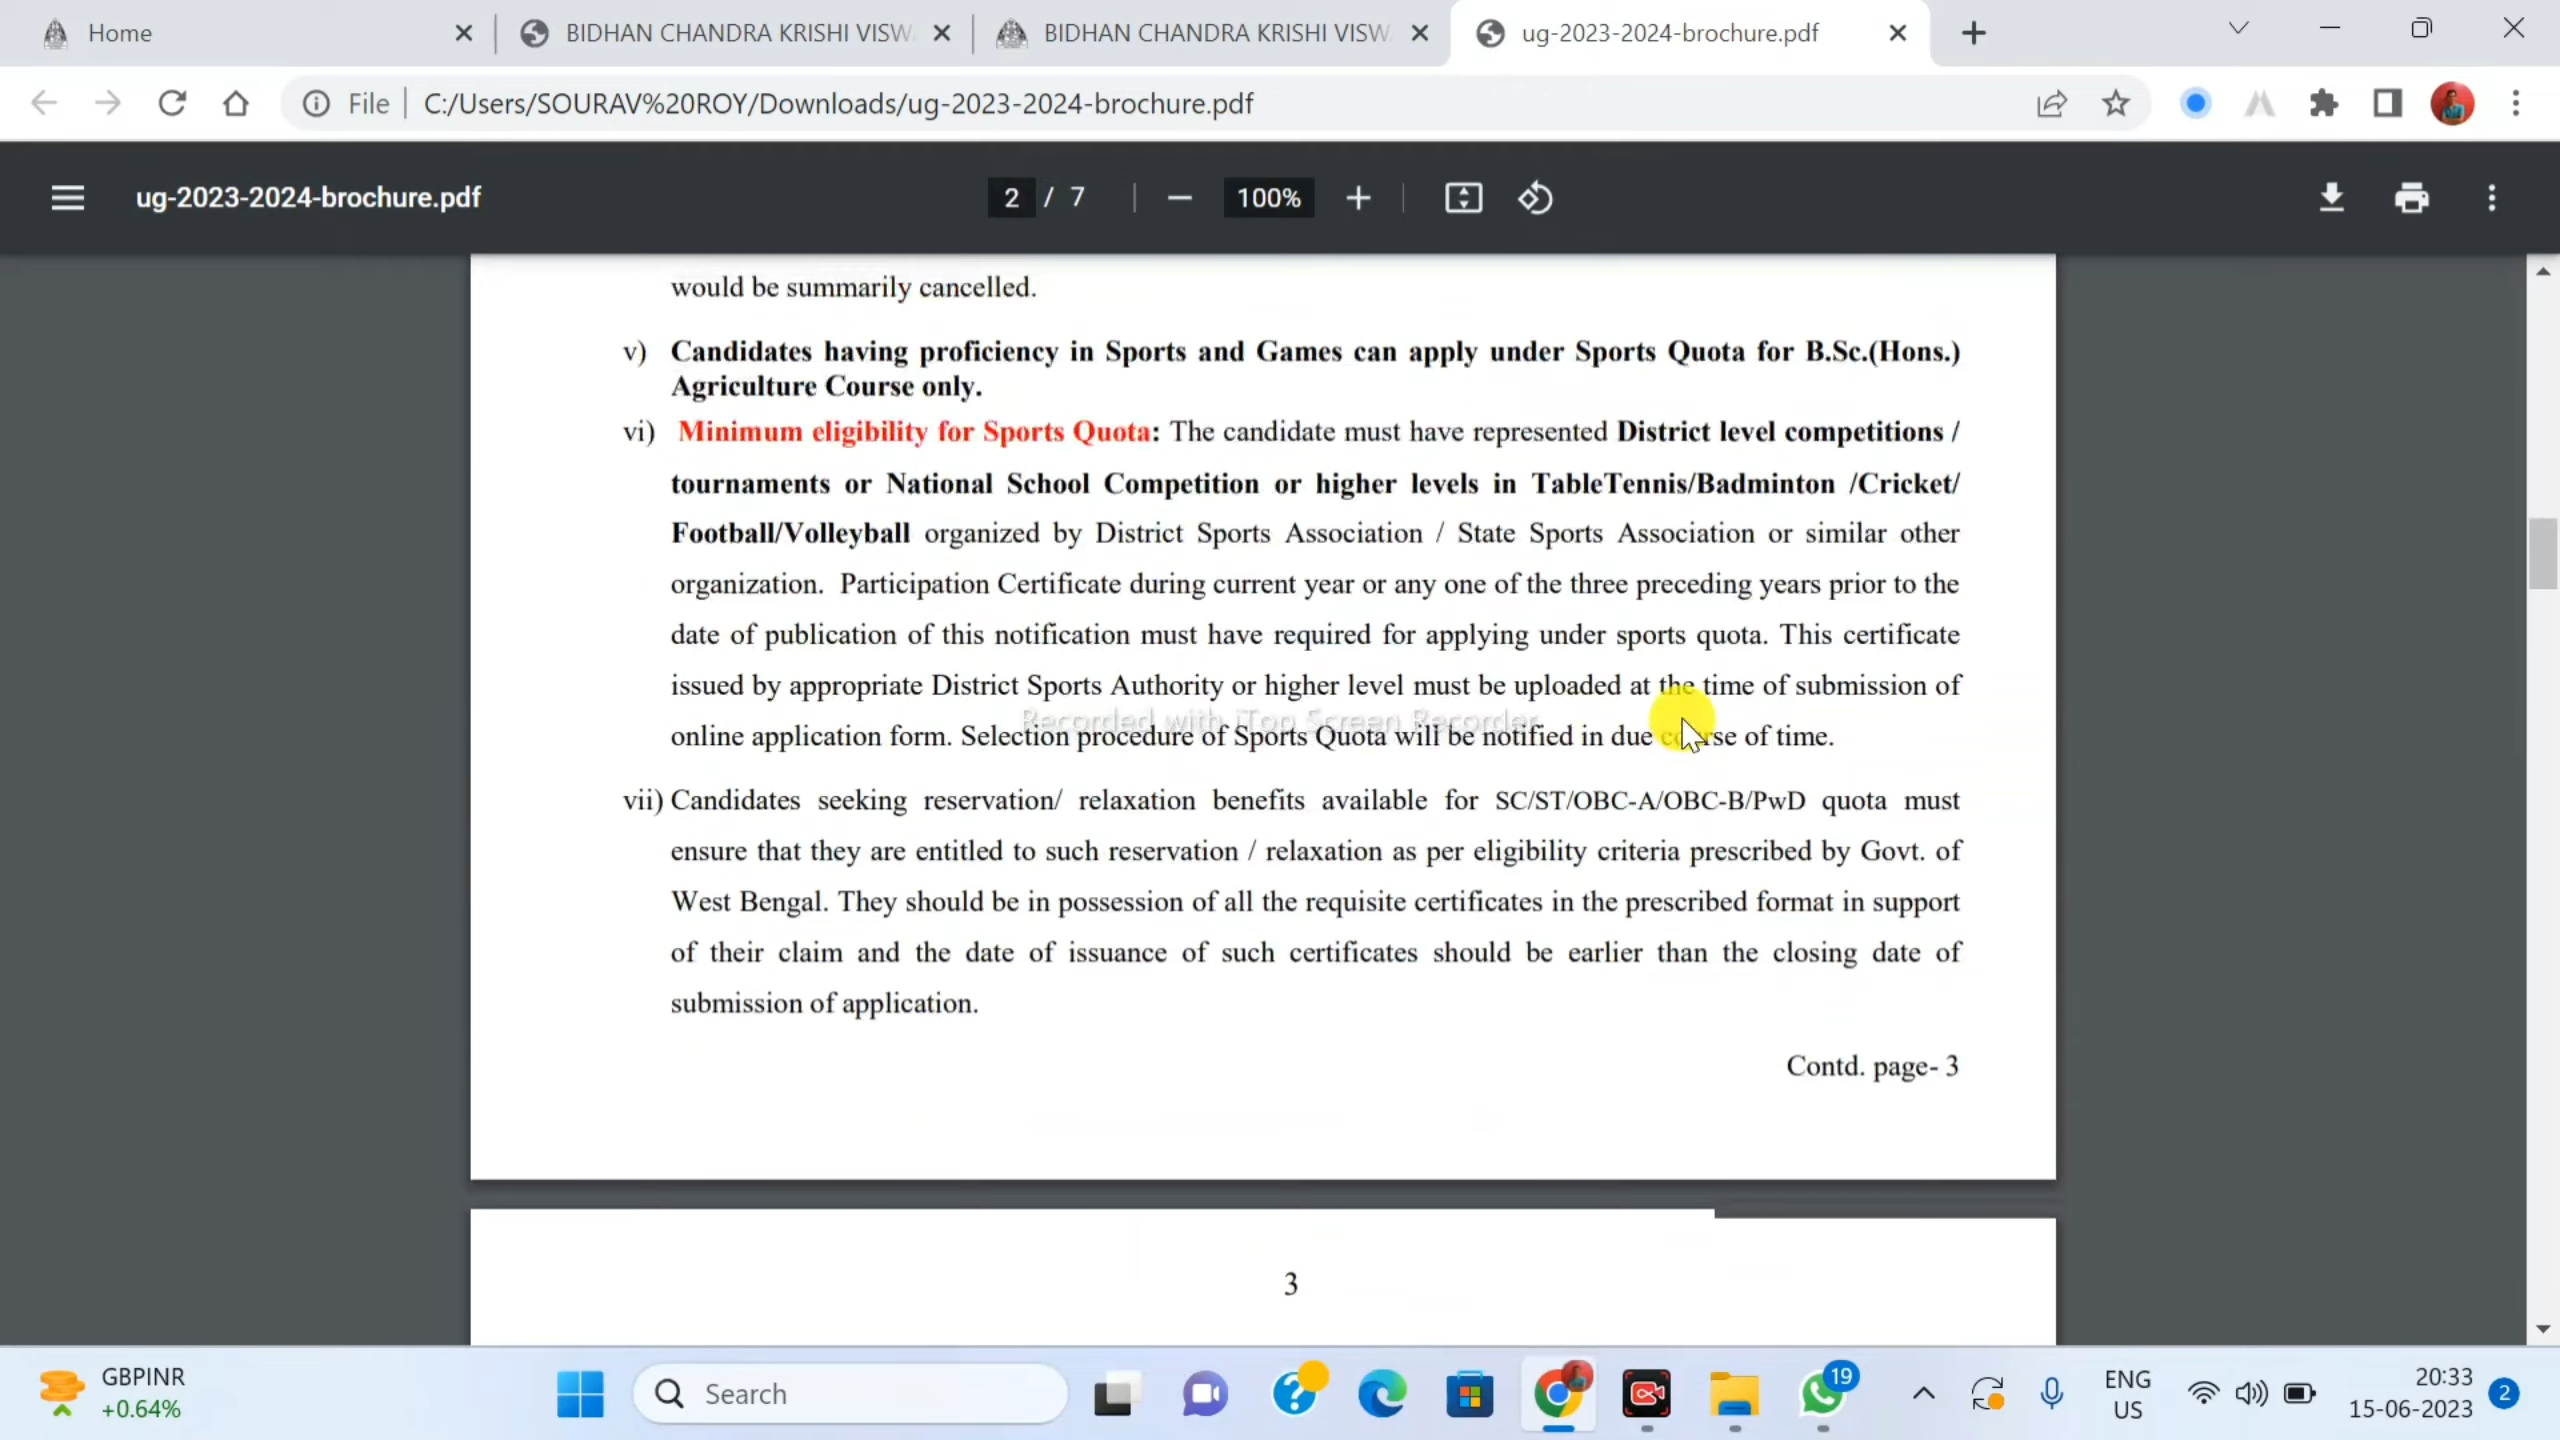 Home
BIDHAN CHANDRA KRISHI VISW
BIDHAN CHANDRA KRISHI VISW
ug-2023-2024-brochure.pdf
File
C:/Users/SOURAV%20ROY/Downloads/ug-2023-2024-brochure.pdf
ug-2023-2024-brochure.pdf
2 / 7
100%
would be summarily cancelled.
v) Candidates having proficiency in Sports and Games can apply under Sports Quota for B.Sc.(Hons.)
Agriculture Course only.
vi) Minimum eligibility for Sports Quota: The candidate must have represented District level competitions /
tournaments or National School Competition or higher levels in TableTennis/Badminton /Cricket/
Football/Volleyball organized by District Sports Association / State Sports Association or similar other
organization. Participation Certificate during current year or any one of the three preceding years prior to the
date of publication of this notification must have required for applying under sports quota. This certificate
issued by appropriate District Sports Authority or higher level must be uploaded at the time of submission of
Recorded with iTop Screen Recorder
online application form. Selection procedure of Sports Quota will be notified in due course of time.
vii) Candidates seeking reservation/ relaxation benefits available for SC/ST/OBC-A/OBC-B/PwD quota must
ensure that they are entitled to such reservation / relaxation as per eligibility criteria prescribed by Govt. of
West Bengal. They should be in possession of all the requisite certificates in the prescribed format in support
of their claim and the date of issuance of such certificates should be earlier than the closing date of
submission of application.
Contd. page- 3
3
GBPINR
+0.64%
Search
19
ENG
US
20:33
15-06-2023
2